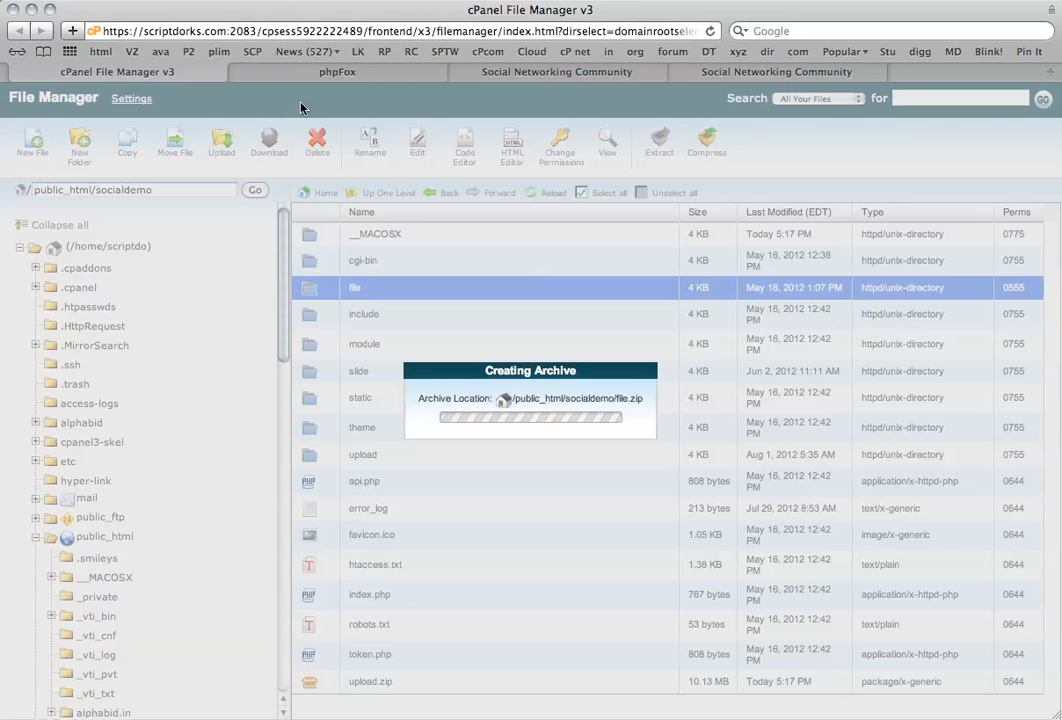 cPanel File Manager v3
https://scriptdorks.com:2083/cpsess5922222489/frontend/x3/filemanager/index.html?dirselect=domainrootsele
Google
html VZ P2 plim SCP News (527) LK RP RC SPTW cPcom Cloud cP net org forum DT xyz dir com Popular Stu digg MD Blink! Pin It
cPanel File Manager v3 phpFox Social Networking Community Social Networking Community
File Manager Settings Search All Your Files for GO
New File New Folder Copy Move File Upload Download Delete Rename Edit Code Editor HTML Editor Change Permissions View Extract Compress
/ public_html/socialdemo Go
Home Up One Level Back Forward Reload Select all Unselect all
Collapse all
(/home/scriptdo)
.cpaddons
.cpanel
.htpasswds
.HttpRequest
.MirrorSearch
.ssh
.trash
access-logs
alphabid
cpanel3-skel
etc
hyper-link
mail
public_ftp
public_html
.smileys
__MACOSX
_private
_vti_bin
_vti_cnf
_vti_log
_vti_pvt
_vti_txt
alphabid.in
Name Size Last Modified (EDT) Type Perms
__MACOSX 4 KB Today 5:17 PM httpd/unix-directory 0775
cgi-bin 4 KB May 16, 2012 12:38 PM httpd/unix-directory 0755
file 4 KB May 16, 2012 1:07 PM httpd/unix-directory 0555
include 4 KB May 16, 2012 12:42 PM httpd/unix-directory 0755
module 4 KB May 16, 2012 12:42 PM httpd/unix-directory 0755
slide 4 KB Jun 2, 2012 11:11 AM httpd/unix-directory 0755
static 4 KB May 16, 2012 12:42 PM httpd/unix-directory 0755
theme 4 KB May 16, 2012 12:42 PM httpd/unix-directory 0755
upload 4 KB Aug 1, 2012 5:35 AM httpd/unix-directory 0755
api.php 808 bytes May 16, 2012 12:42 PM application/x-httpd-php 0644
error_log 213 bytes Jul 29, 2012 8:53 AM text/x-generic 0644
favicon.ico 1.05 KB May 16, 2012 12:42 PM image/x-generic 0644
htaccess.txt 1.38 KB May 16, 2012 12:42 PM text/plain 0644
index.php 767 bytes May 16, 2012 12:42 PM application/x-httpd-php 0644
robots.txt 53 bytes May 16, 2012 12:42 PM text/plain 0644
token.php 808 bytes May 16, 2012 12:42 PM application/x-httpd-php 0644
upload.zip 10.13 MB Today 5:17 PM package/x-generic 0644
Creating Archive
Archive Location: /public_html/socialdemo/file.zip